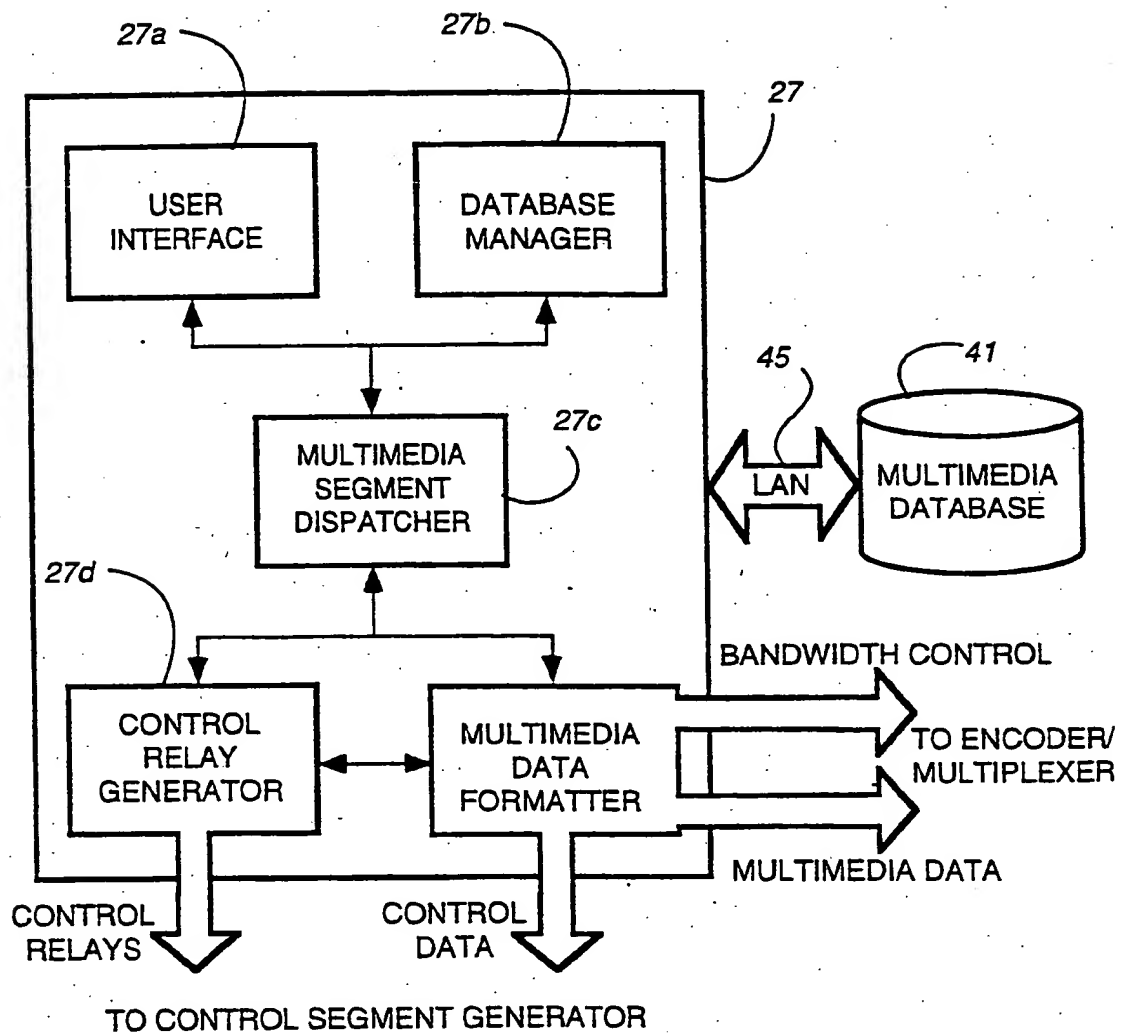 27a
27b
27
USER
INTERFACE
DATABASE
MANAGER
27c
MULTIMEDIA
SEGMENT
DISPATCHER
45
41
LAN
MULTIMEDIA
DATABASE
27d
BANDWIDTH CONTROL
CONTROL
RELAY
GENERATOR
MULTIMEDIA
DATA
FORMATTER
TO ENCODER/
MULTIPLEXER
MULTIMEDIA DATA
CONTROL
RELAYS
CONTROL
DATA
TO CONTROL SEGMENT GENERATOR